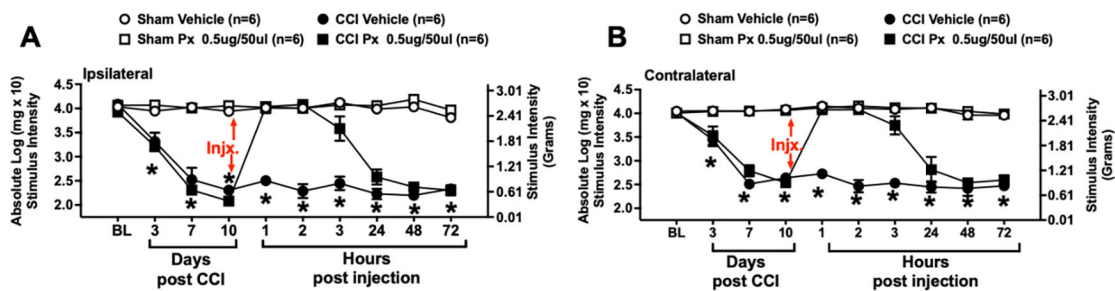 Sham Vehicle (n=6) CCI Vehicle (n=6)
Sham Px 0.5ug/50ul (n=6) CCI Px 0.5ug/50ul (n=6)
A
Ipsilateral
Absolute Log (mg x 10)
Stimulus Intensity
4.5
4.0
3.5
3.0
2.5
2.0
Injx.
* * * * * * * * *
3.01
2.41
1.81
1.21
0.61
0.01
Stimulus Intensity
(Grams)
BL 3 7 10 1 2 3 24 48 72
Days
post CCI
Hours
post injection
Sham Vehicle (n=6) CCI Vehicle (n=6)
Sham Px 0.5ug/50ul (n=6) CCI Px 0.5ug/50ul (n=6)
B
Contralateral
Absolute Log (mg x 10)
Stimulus Intensity
4.5
4.0
3.5
3.0
2.5
2.0
Injx.
* * * * * * * * *
3.01
2.41
1.81
1.21
0.61
0.01
Stimulus Intensity
(Grams)
BL 3 7 10 1 2 3 24 48 72
Days
post CCI
Hours
post injection